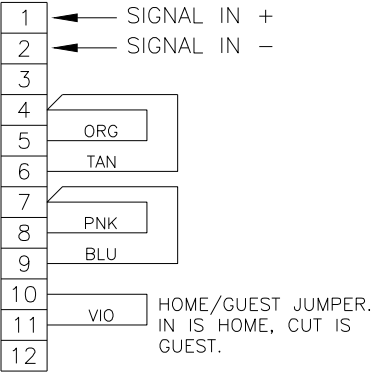 1 SIGNAL IN +
2 SIGNAL IN -
3
4
ORG
5
TAN
6
7
PNK
8
BLU
9
10
VIO
11
12
HOME/GUEST JUMPER.
IN IS HOME, CUT IS
GUEST.